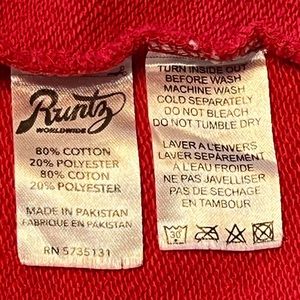 Runtz
WORLDWIDE
80% COTTON
20% POLYESTER
80% COTON
20% POLYESTER
MADE IN PAKISTAN
FABRIQUE EN PAKISTAN
RN 5735131
TURN INSIDE OUT
BEFORE WASH
MACHINE WASH
COLD SEPARATELY
DO NOT BLEACH
DO NOT TUMBLE DRY
LAVER A L'ENVERS
LAVER SEPARÉMENT
A L'EAU FROIDE
NE PAS JAVELLISER
PAS DE SECHAGE
EN TAMBOUR
30